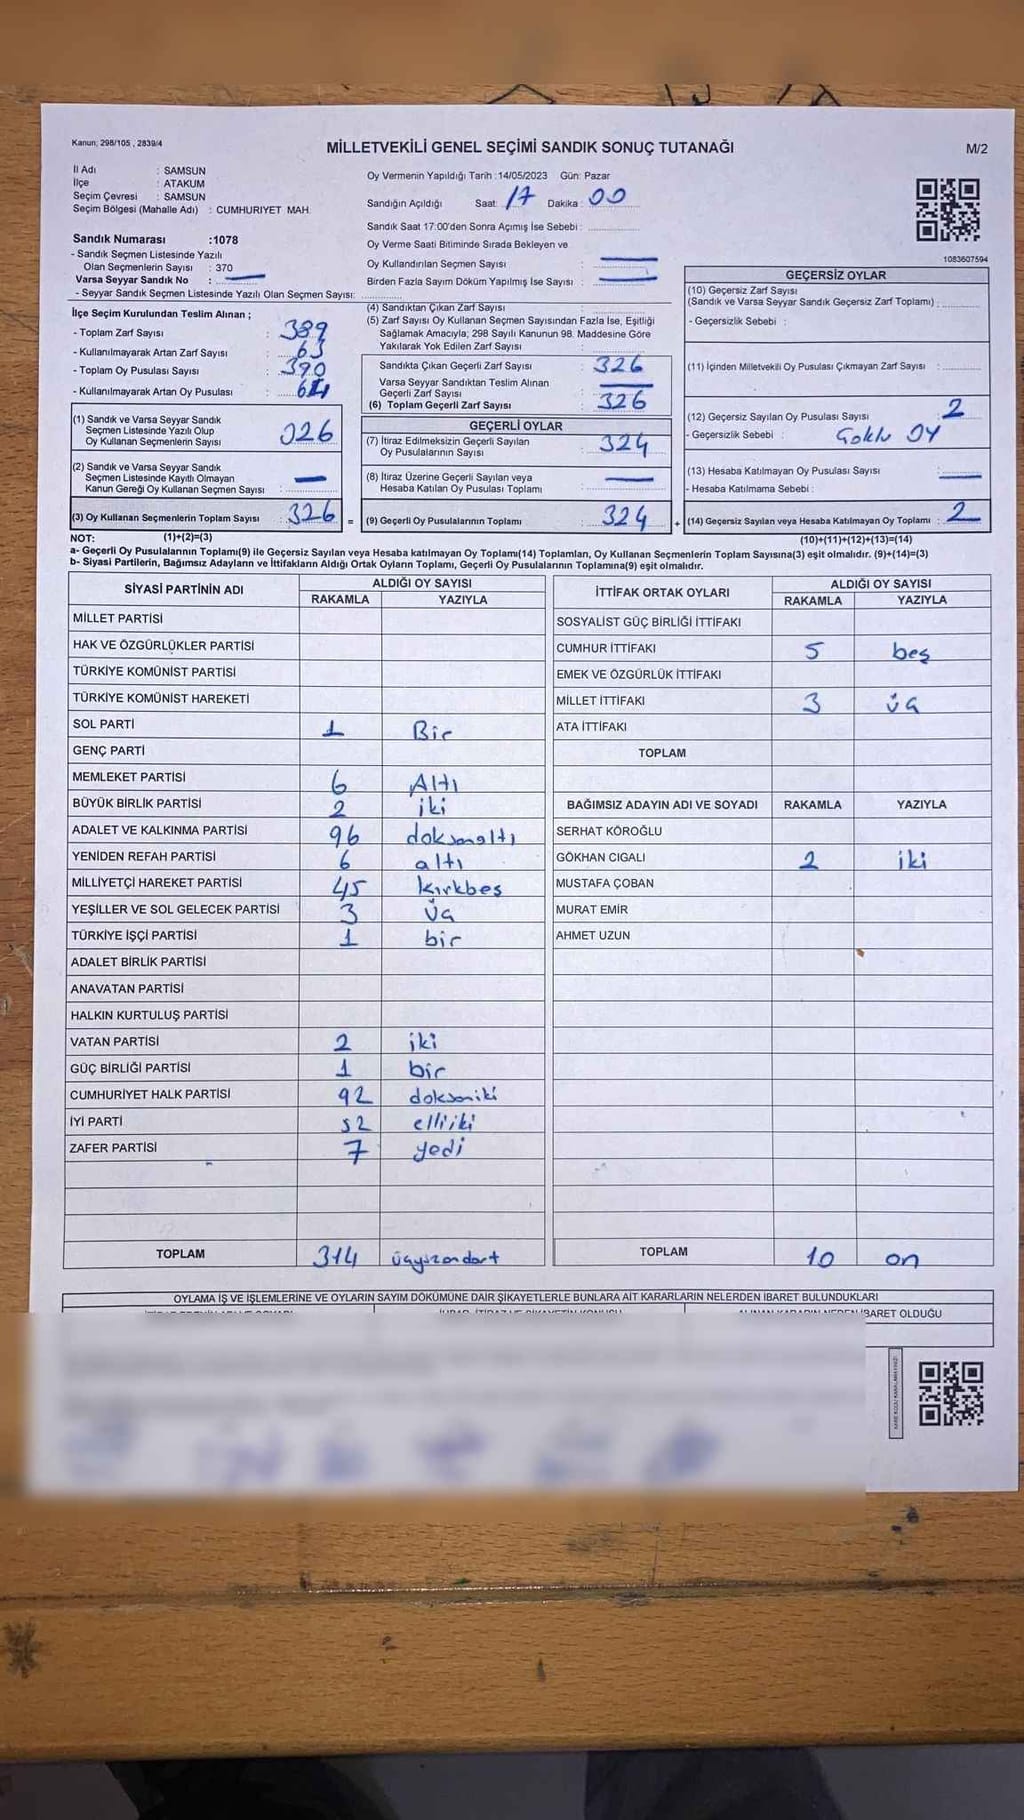 Kanun; 298/105 , 2839/4
MİLLETVEKİLİ GENEL SEÇİMİ SANDIK SONUÇ TUTANAĞI
M/2
İl Adı : SAMSUN
İlçe : ATAKUM
Seçim Çevresi : SAMSUN
Seçim Bölgesi (Mahalle Adı) : CUMHURIYET MAH.
Oy Vermenin Yapıldığı Tarih :14/05/2023 Gün: Pazar
Sandığın Açıldığı Saat: 17 Dakika: 00
Sandık Saat 17:00'den Sonra Açımış İse Sebebi :
Oy Verme Saati Bitiminde Sırada Bekleyen ve
Oy Kullandırılan Seçmen Sayısı : —
Birden Fazla Sayım Döküm Yapılmış İse Sayısı : —
1083607594
Sandık Numarası :1078
- Sandık Seçmen Listesinde Yazılı
Olan Seçmenlerin Sayısı : 370
Varsa Seyyar Sandık No : —
- Seyyar Sandık Seçmen Listesinde Yazılı Olan Seçmen Sayısı:
İlçe Seçim Kurulundan Teslim Alınan ;
- Toplam Zarf Sayısı : 389
- Kullanılmayarak Artan Zarf Sayısı : 63
- Toplam Oy Pusulası Sayısı : 390
- Kullanılmayarak Artan Oy Pusulası :
(1) Sandık ve Varsa Seyyar Sandık
Seçmen Listesinde Yazılı Olup
Oy Kullanan Seçmenlerin Sayısı : 326
(2) Sandık ve Varsa Seyyar Sandık
Seçmen Listesinde Kayıtlı Olmayan
Kanun Gereği Oy Kullanan Seçmen Sayısı : —
(3) Oy Kullanan Seçmenlerin Toplam Sayısı : 326
(4) Sandıktan Çıkan Zarf Sayısı :
(5) Zarf Sayısı Oy Kullanan Seçmen Sayısından Fazla İse, Eşitliği
Sağlamak Amacıyla; 298 Sayılı Kanunun 98. Maddesine Göre
Yakılarak Yok Edilen Zarf Sayısı :
Sandıkta Çıkan Geçerli Zarf Sayısı : 326
Varsa Seyyar Sandıktan Teslim Alınan
Geçerli Zarf Sayısı : —
(6) Toplam Geçerli Zarf Sayısı : 326
GEÇERLİ OYLAR
(7) İtiraz Edilmeksizin Geçerli Sayılan
Oy Pusulalarının Sayısı : 324
(8) İtiraz Üzerine Geçerli Sayılan veya
Hesaba Katılan Oy Pusulası Toplamı : —
= (9) Geçerli Oy Pusulalarının Toplamı : 324
GEÇERSİZ OYLAR
(10) Geçersiz Zarf Sayısı
(Sandık ve Varsa Seyyar Sandık Geçersiz Zarf Toplamı) :
- Geçersizlik Sebebi :
(11) İçinden Milletvekili Oy Pusulası Çıkmayan Zarf Sayısı :
(12) Geçersiz Sayılan Oy Pusulası Sayısı : 2
- Geçersizlik Sebebi : Çoklu OY
(13) Hesaba Katılmayan Oy Pusulası Sayısı : —
- Hesaba Katılmama Sebebi :
+ (14) Geçersiz Sayılan veya Hesaba Katılmayan Oy Toplamı : 2
NOT: (1)+(2)=(3) (10)+(11)+(12)+(13)=(14)
a- Geçerli Oy Pusulalarının Toplamı(9) ile Geçersiz Sayılan veya Hesaba katılmayan Oy Toplamı(14) Toplamları, Oy Kullanan Seçmenlerin Toplam Sayısına(3) eşit olmalıdır. (9)+(14)=(3)
b- Siyasi Partilerin, Bağımsız Adayların ve İttifakların Aldığı Ortak Oyların Toplamı, Geçerli Oy Pusulalarının Toplamına(9) eşit olmalıdır.
SİYASİ PARTİNİN ADI
ALDIĞI OY SAYISI
RAKAMLA YAZIYLA
MİLLET PARTİSİ
HAK VE ÖZGÜRLÜKLER PARTİSİ
TÜRKİYE KOMÜNİST PARTISI
TÜRKİYE KOMÜNİST HAREKETİ
SOL PARTİ 1 Bir
GENÇ PARTİ
MEMLEKET PARTİSİ 6 Altı
BÜYÜK BİRLİK PARTİSİ 2 iki
ADALET VE KALKINMA PARTİSİ 96 doksanaltı
YENİDEN REFAH PARTİSİ 6 altı
MİLLİYETÇİ HAREKET PARTİSİ 45 kırkbeş
YEŞİLLER VE SOL GELECEK PARTİSİ 3 üç
TÜRKİYE İŞÇİ PARTİSİ 1 bir
ADALET BİRLİK PARTİSİ
ANAVATAN PARTİSİ
HALKIN KURTULUŞ PARTİSİ
VATAN PARTİSİ 2 iki
GÜÇ BİRLİĞİ PARTİSİ 1 bir
CUMHURİYET HALK PARTİSİ 92 doksaniki
İYİ PARTİ 52 elliiki
ZAFER PARTİSİ 7 yedi
TOPLAM 314 üçyüzondört
İTTİFAK ORTAK OYLARI
ALDIĞI OY SAYISI
RAKAMLA YAZIYLA
SOSYALİST GÜÇ BİRLİĞİ İTTİFAKI
CUMHUR İTTİFAKI 5 beş
EMEK VE ÖZGÜRLÜK İTTİFAKI
MİLLET İTTİFAKI 3 üç
ATA İTTİFAKI
TOPLAM
BAĞIMSIZ ADAYIN ADI VE SOYADI RAKAMLA YAZIYLA
SERHAT KÖROĞLU
GÖKHAN CIGALI 2 iki
MUSTAFA ÇOBAN
MURAT EMİR
AHMET UZUN
TOPLAM 10 on
OYLAMA İŞ VE İŞLEMLERİNE VE OYLARIN SAYIM DÖKÜMÜNE DAİR ŞİKAYETLERLE BUNLARA AİT KARARLARIN NELERDEN İBARET BULUNDUKLARI
ALINAN KARARIN NEDEN İBARET OLDUĞU